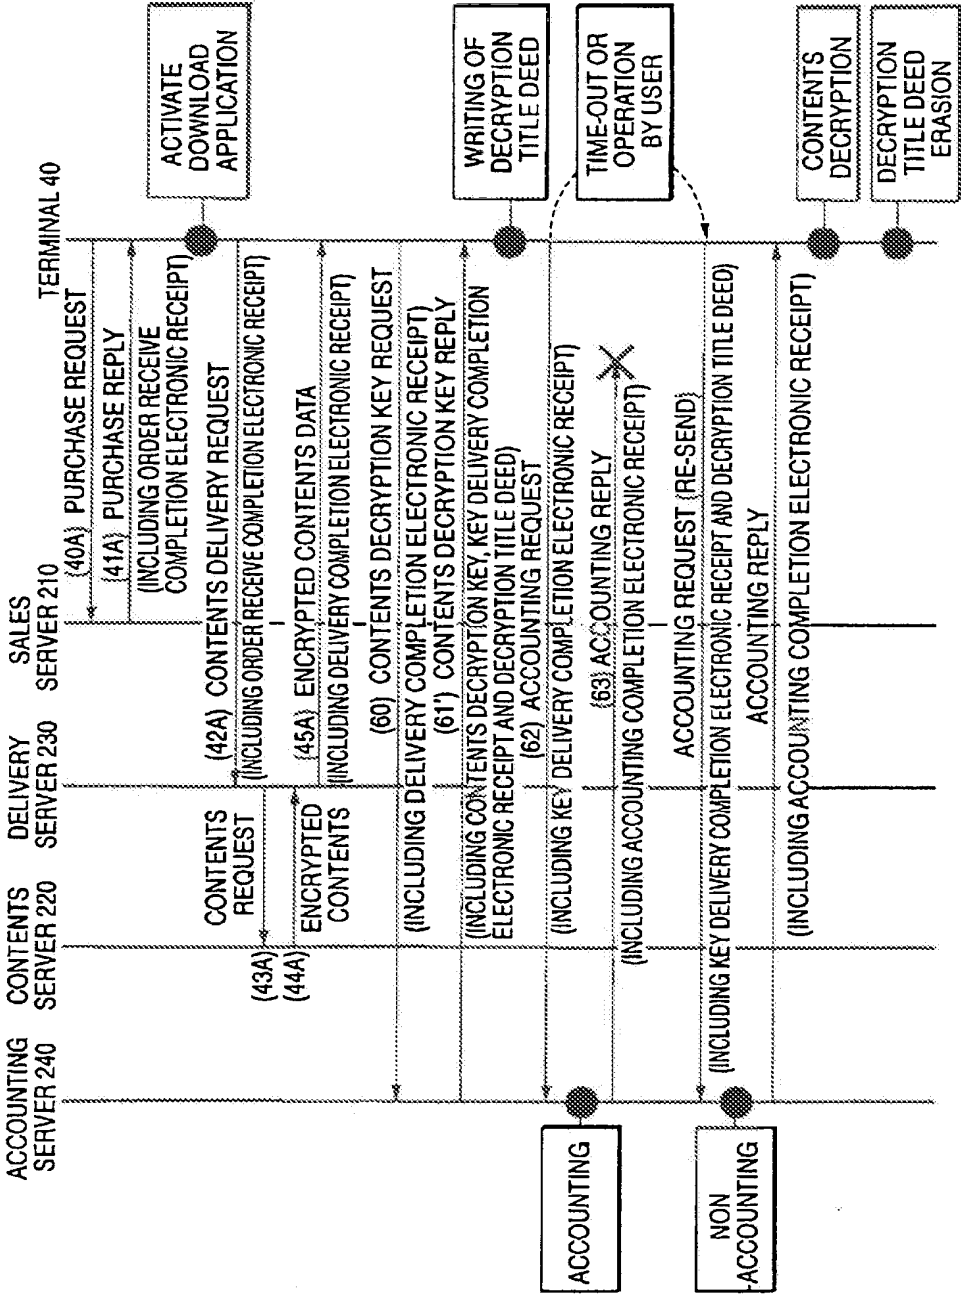 ACCOUNTING
SERVER 240
CONTENTS
SERVER 220
DELIVERY
SERVER 230
SALES
SERVER 210
TERMINAL 40
(40A) PURCHASE REQUEST
(41A) PURCHASE REPLY
(INCLUDING ORDER RECEIVE
COMPLETION ELECTRONIC RECEIPT)
ACTIVATE
DOWNLOAD
APPLICATION
(42A) CONTENTS DELIVERY REQUEST
(INCLUDING ORDER RECEIVE COMPLETION ELECTRONIC RECEIPT)
CONTENTS
REQUEST
(43A)
(44A)
ENCRYPTED
CONTENTS
(45A) ENCRYPTED CONTENTS DATA
(INCLUDING DELIVERY COMPLETION ELECTRONIC RECEIPT)
(60) CONTENTS DECRYPTION KEY REQUEST
(INCLUDING DELIVERY COMPLETION ELECTRONIC RECEIPT)
(61') CONTENTS DECRYPTION KEY REPLY
(INCLUDING CONTENTS DECRYPTION KEY, KEY DELIVERY COMPLETION
ELECTRONIC RECEIPT AND DECRYPTION TITLE DEED)
WRITING OF
DECRYPTION
TITLE DEED
(62) ACCOUNTING REQUEST
(INCLUDING KEY DELIVERY COMPLETION ELECTRONIC RECEIPT)
ACCOUNTING
TIME-OUT OR
OPERATION
BY USER
(63) ACCOUNTING REPLY
(INCLUDING ACCOUNTING COMPLETION ELECTRONIC RECEIPT)
ACCOUNTING REQUEST (RE-SEND)
(INCLUDING KEY DELIVERY COMPLETION ELECTRONIC RECEIPT AND DECRYPTION TITLE DEED)
NON
-ACCOUNTING
ACCOUNTING REPLY
(INCLUDING ACCOUNTING COMPLETION ELECTRONIC RECEIPT)
CONTENTS
DECRYPTION
DECRYPTION
TITLE DEED
ERASION